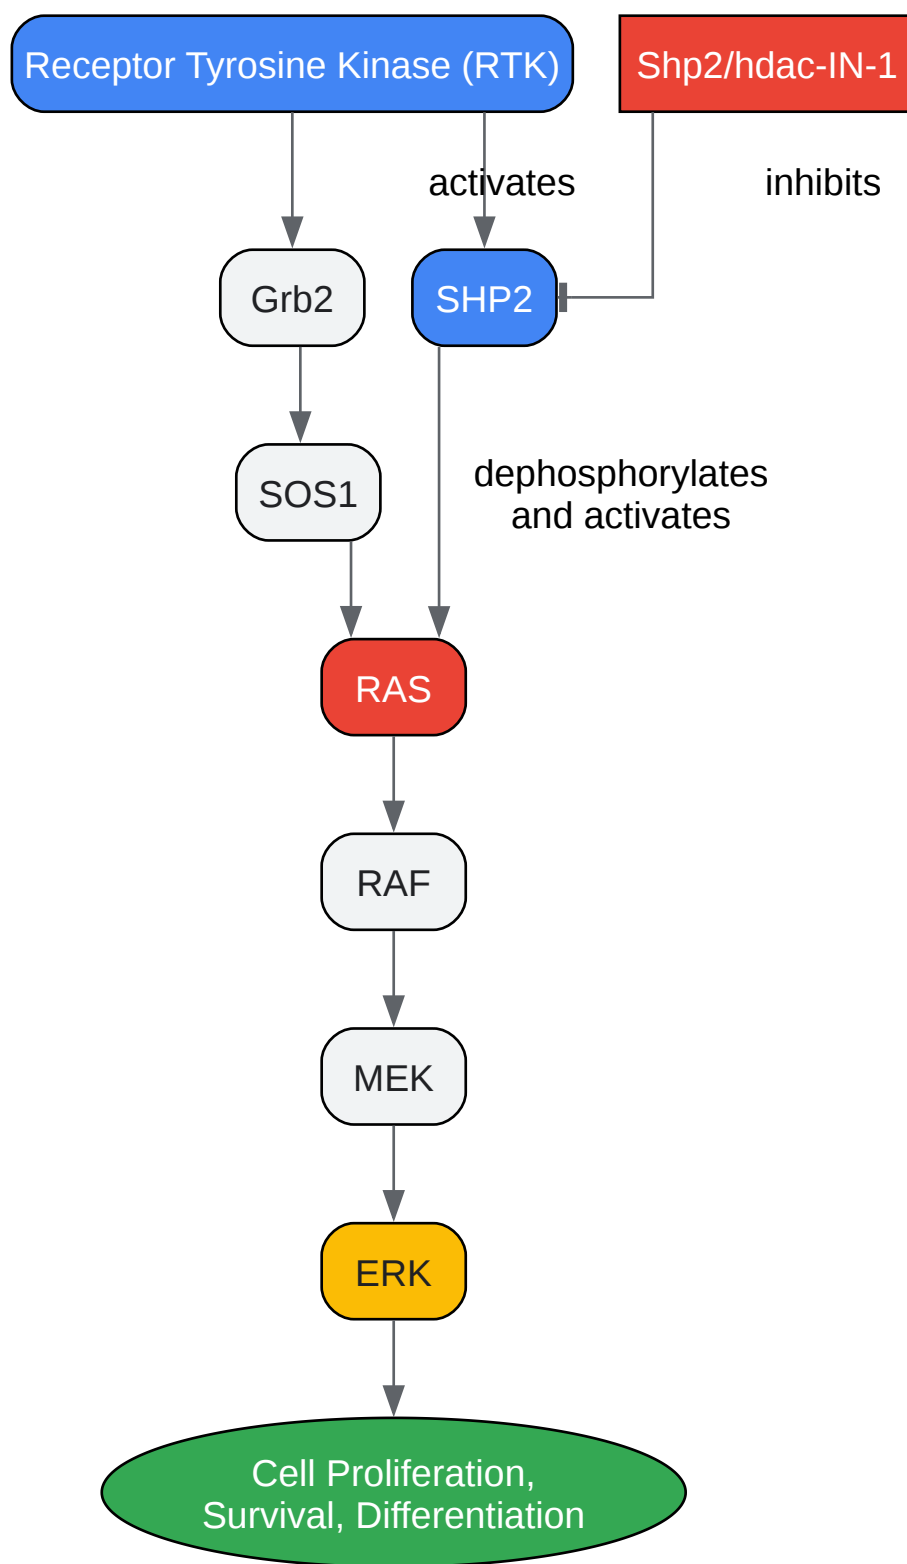 Receptor Tyrosine Kinase (RTK)
Shp2/hdac-IN-1
activates
inhibits
Grb2
SHP2
SOS1
dephosphorylates
and activates
RAS
RAF
MEK
ERK
Cell Proliferation,
Survival, Differentiation